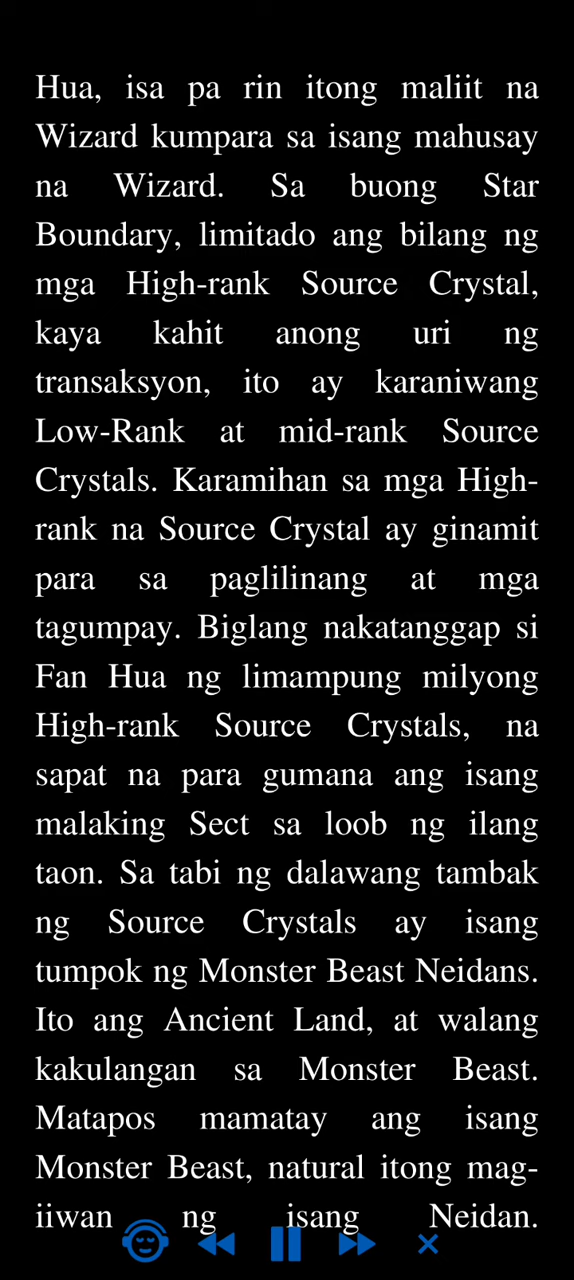 Hua, isa pa rin itong maliit na
Wizard kumpara sa isang mahusay
na Wizard. Sa buong Star
Boundary, limitado ang bilang ng
mga High-rank Source Crystal,
kaya kahit anong uri ng
transaksyon, ito ay karaniwang
Low-Rank at mid-rank Source
Crystals. Karamihan sa mga High-
rank na Source Crystal ay ginamit
para sa paglilinang at mga
tagumpay. Biglang nakatanggap si
Fan Hua ng limampung milyong
High-rank Source Crystals, na
sapat na para gumana ang isang
malaking Sect sa loob ng ilang
taon. Sa tabi ng dalawang tambak
ng Source Crystals ay isang
tumpok ng Monster Beast Neidans.
Ito ang Ancient Land, at walang
kakulangan sa Monster Beast.
Matapos mamatay ang isang
Monster Beast, natural itong mag-
iiwan ng isang Neidan.